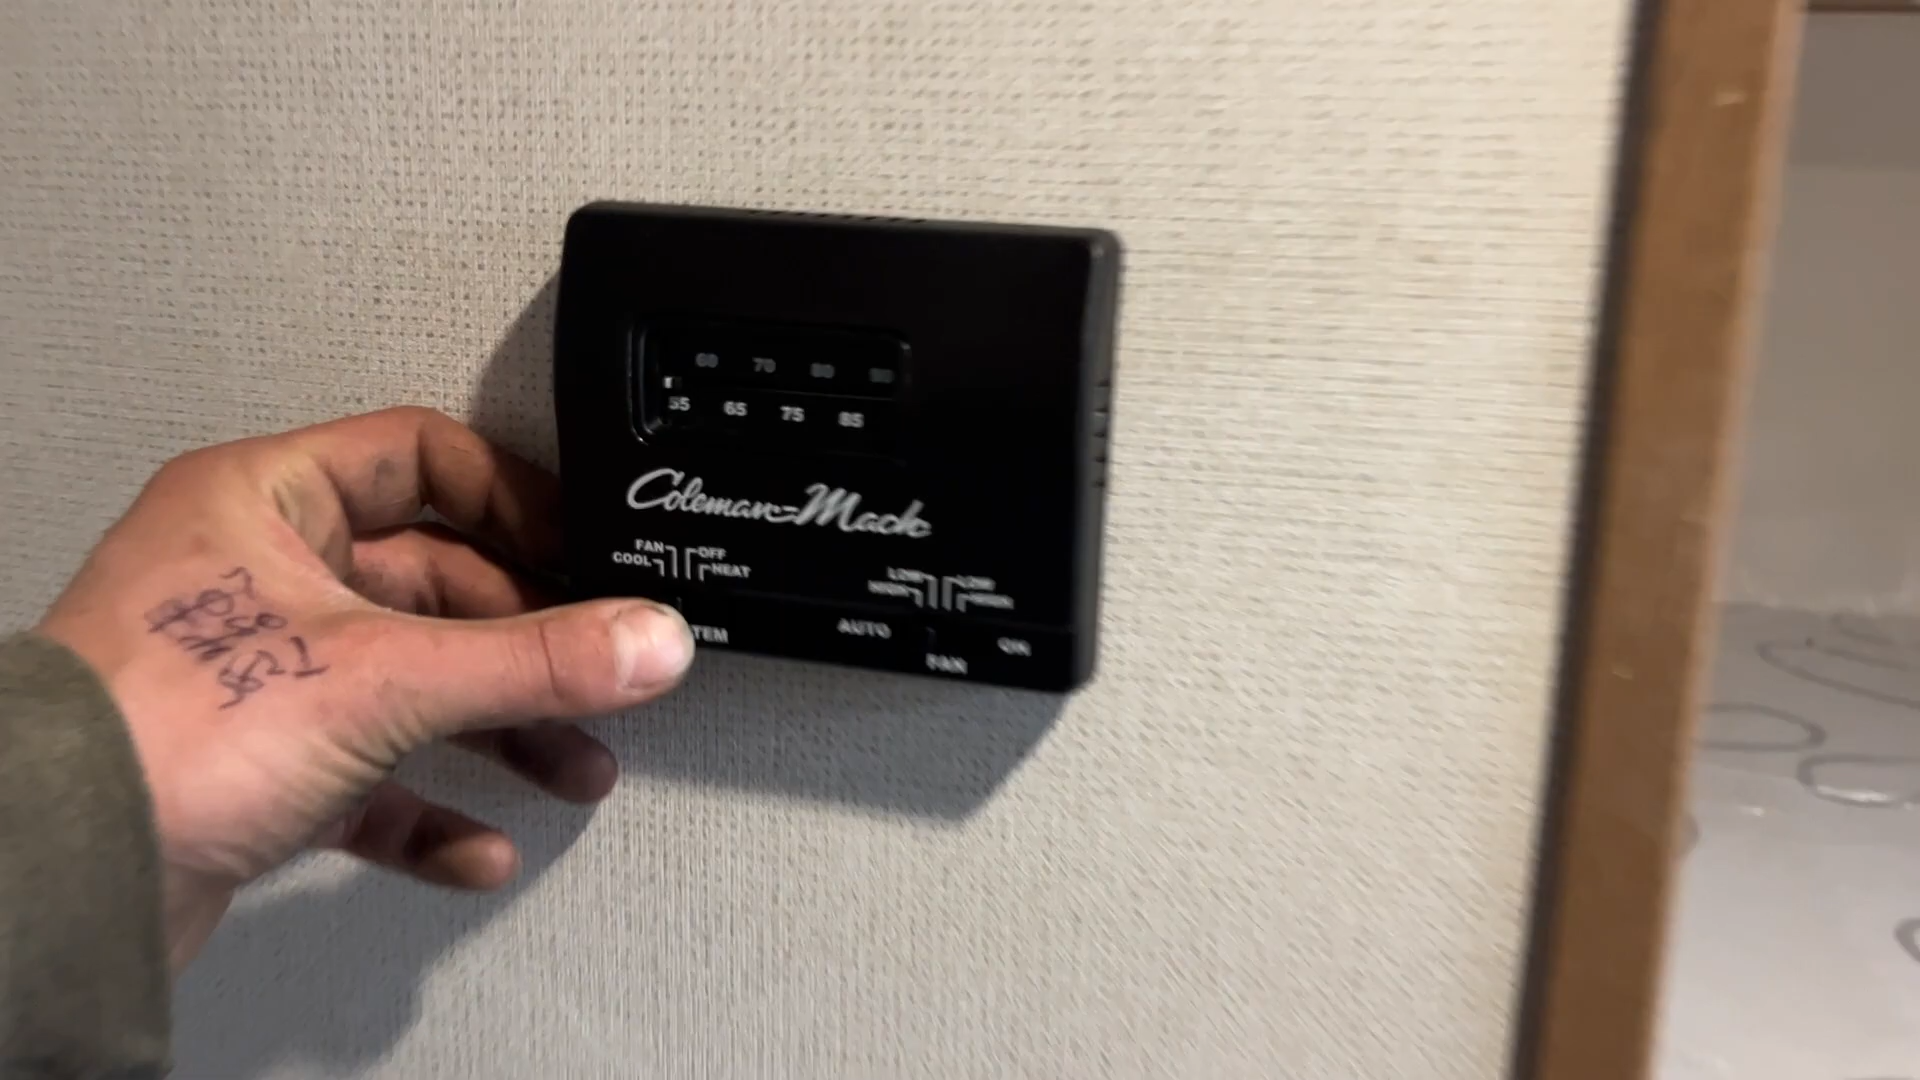 60 70 80 90
55 65 75 85
Coleman-Mach
FAN OFF
COOL HEAT
LOW LOW
HIGH HIGH
TEM AUTO ON
FAN